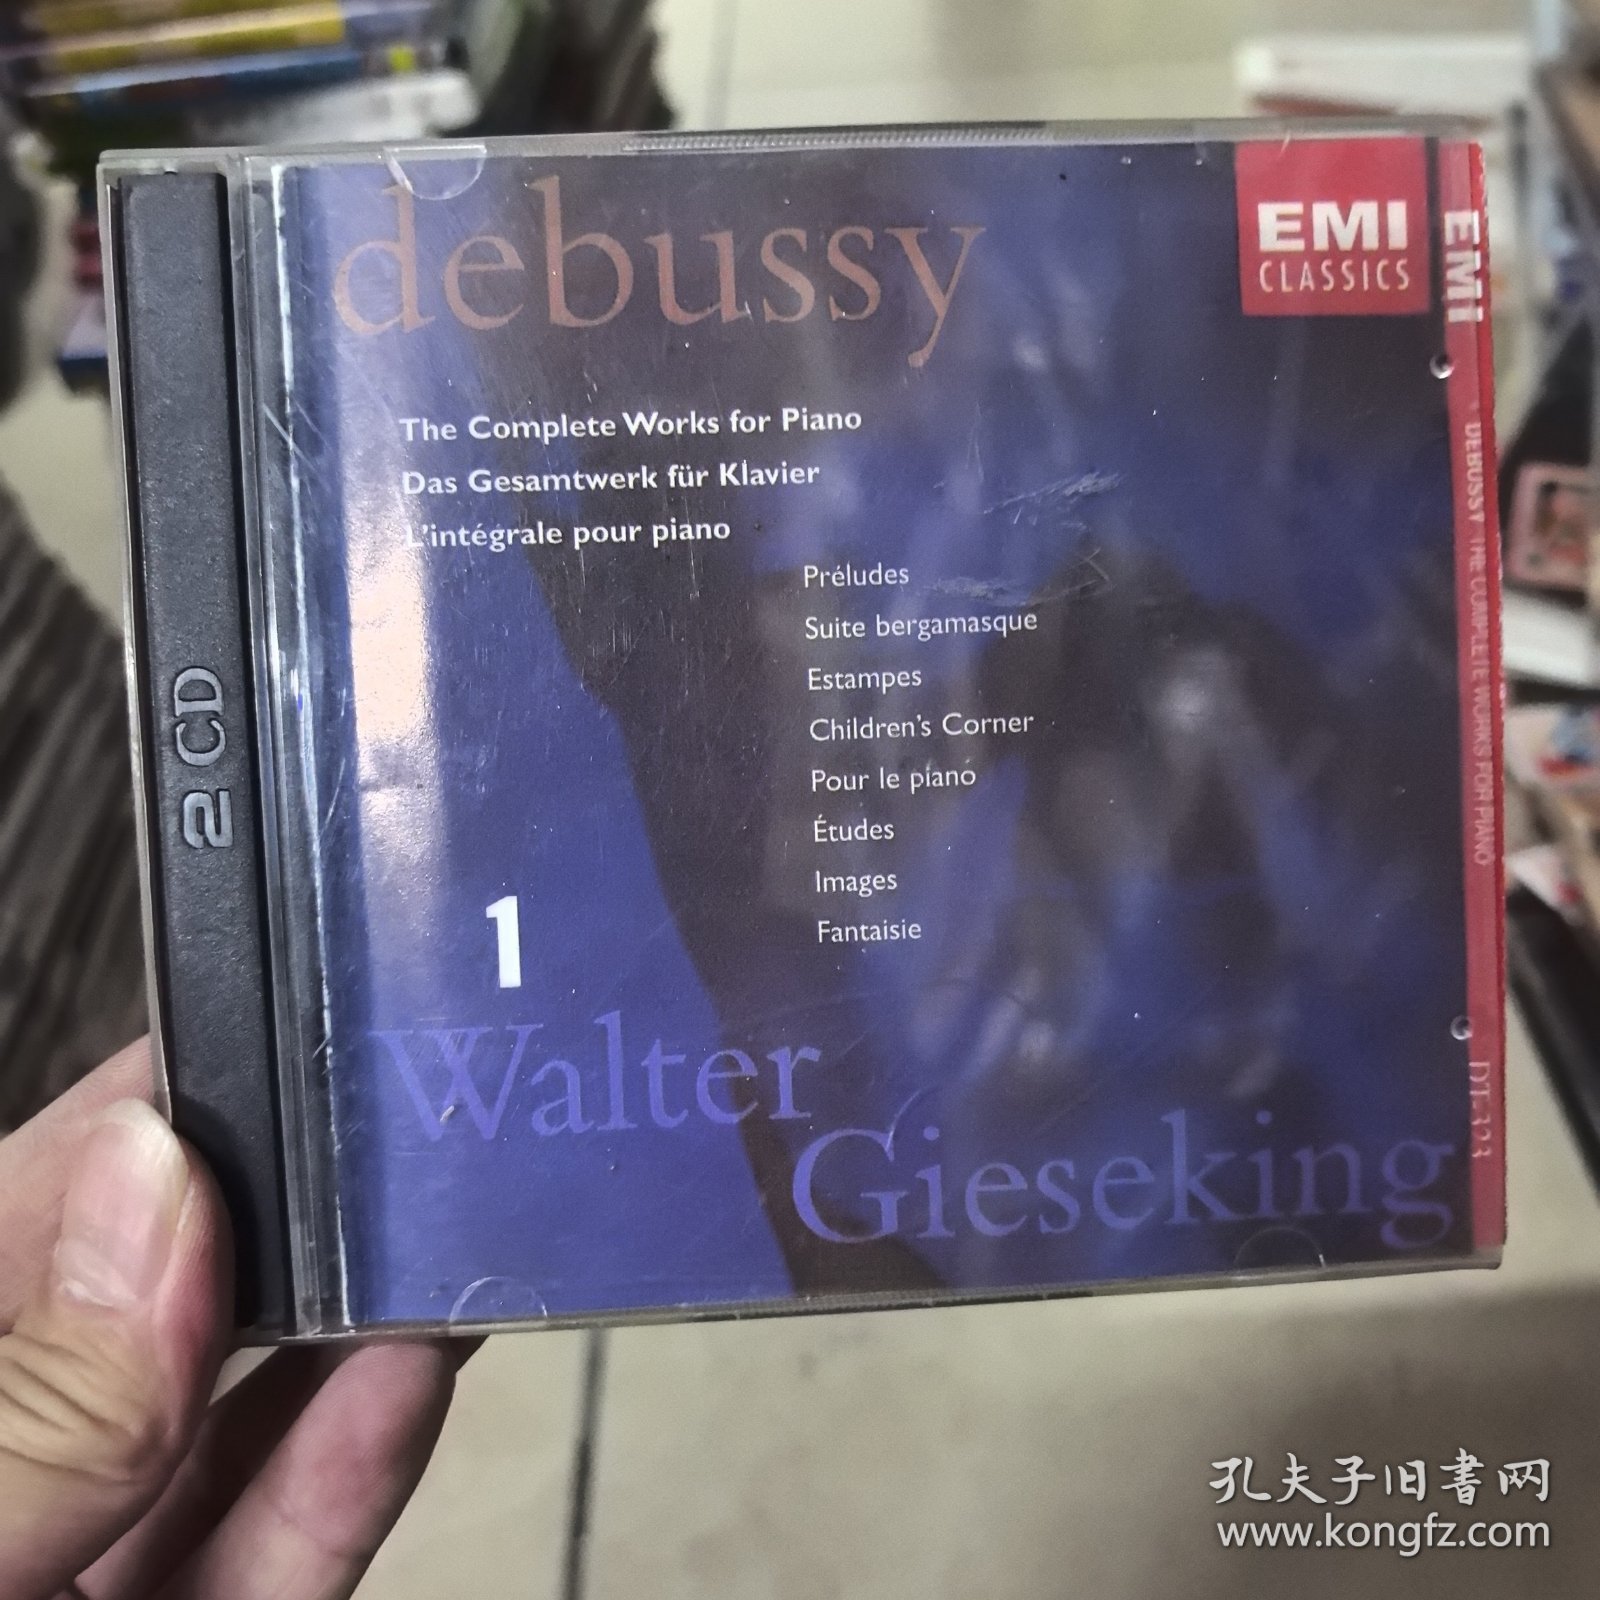 2 CD
debussy
EMI
CLASSICS
The Complete Works for Piano
Das Gesamtwerk für Klavier
L'intégrale pour piano
Préludes
Suite bergamasque
Estampes
Children's Corner
Pour le piano
Études
Images
Fantaisie
1
Walter
Gieseking
EMI
DEBUSSY THE COMPLETE WORKS FOR PIANO
DT-323
孔夫子旧书网
www.kongfz.com